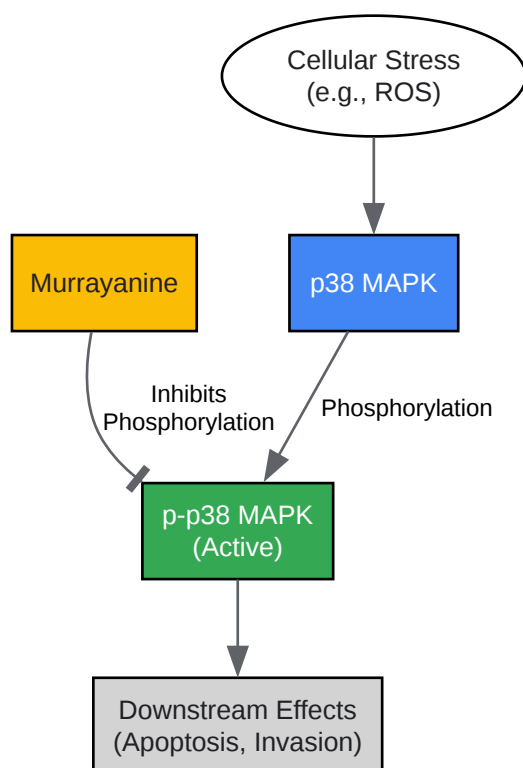 Cellular Stress
(e.g., ROS)
Murrayanine
p38 MAPK
Inhibits
Phosphorylation
Phosphorylation
p-p38 MAPK
(Active)
Downstream Effects
(Apoptosis, Invasion)